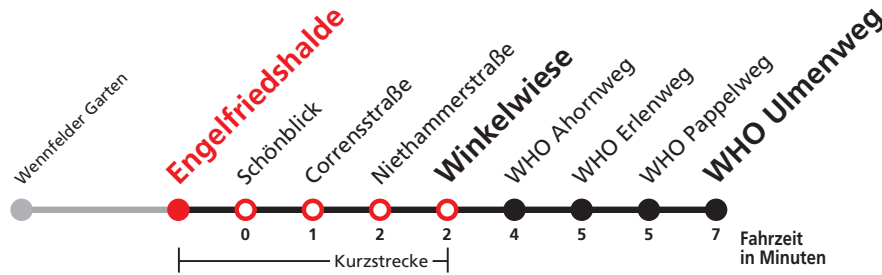 Wennfelder Garten
Engelfriedshalde
Schönblick
Corrensstraße
Niethammerstraße
Winkelwiese
WHO Ahornweg
WHO Erlenweg
WHO Pappelweg
WHO Ulmenweg
0 1 2 2 4 5 5 7
Fahrzeit
in Minuten
Kurzstrecke